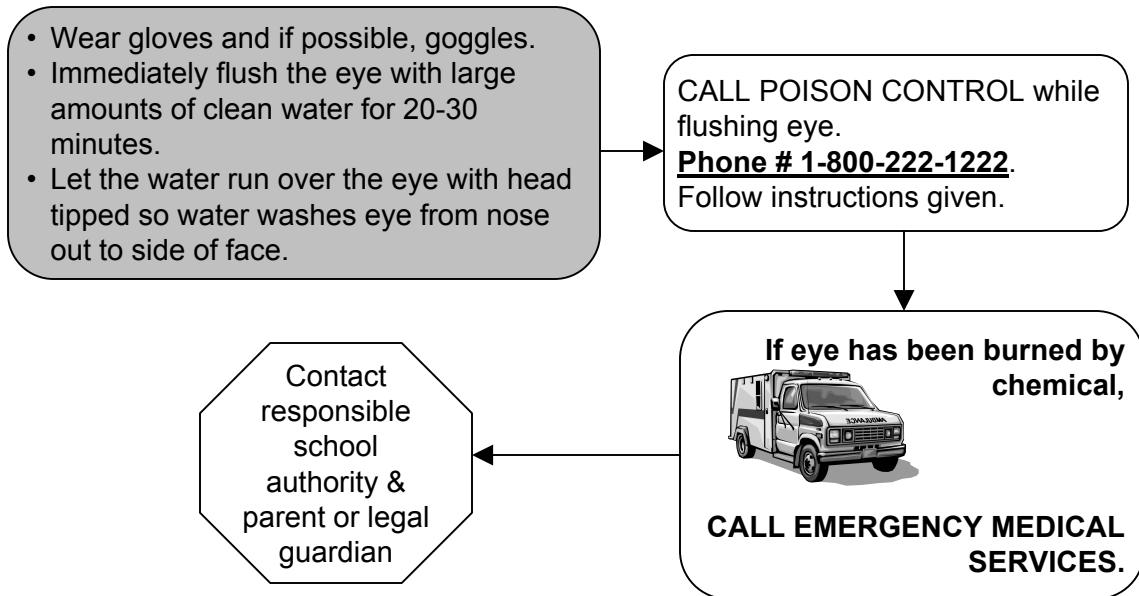 • Wear gloves and if possible, goggles.
• Immediately flush the eye with large
amounts of clean water for 20-30
minutes.
• Let the water run over the eye with head
tipped so water washes eye from nose
out to side of face.
CALL POISON CONTROL while
flushing eye.
Phone # 1-800-222-1222.
Follow instructions given.
If eye has been burned by
chemical,
AMBULANCE
CALL EMERGENCY MEDICAL
SERVICES.
Contact
responsible
school
authority &
parent or legal
guardian